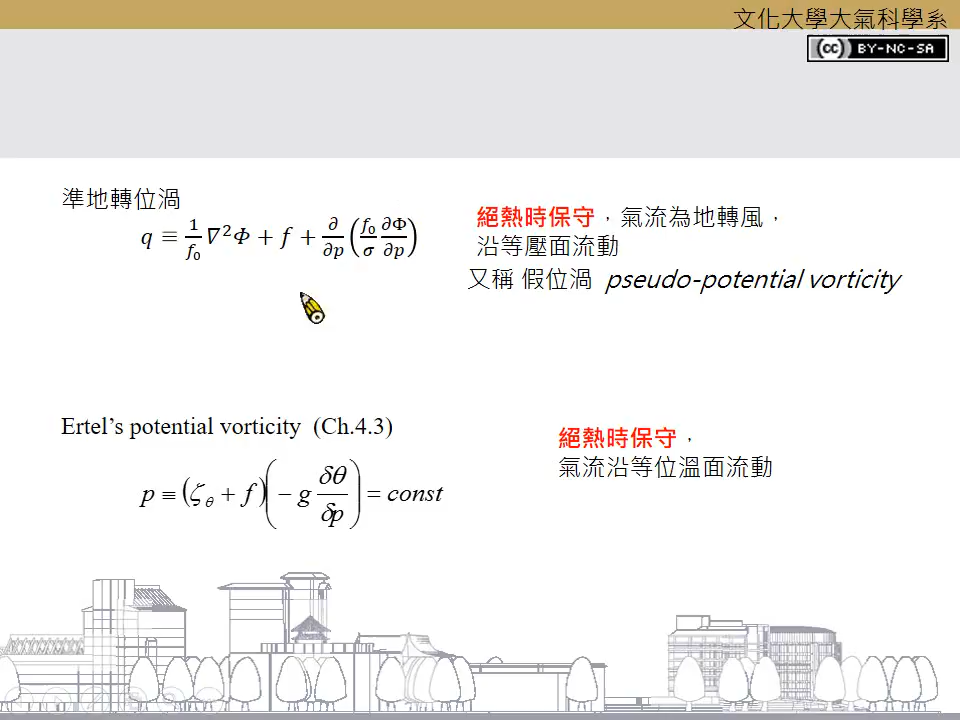 文化大學大氣科學系
(cc) BY-NC-SA
準地轉位渦
q ≡ 1/f₀ ∇²Φ + f + ∂/∂p (f₀/σ ∂Φ/∂p)
絕熱時保守，氣流為地轉風，
沿等壓面流動
又稱 假位渦 pseudo-potential vorticity
Ertel's potential vorticity (Ch.4.3)
p ≡ (ζ_θ + f)(− g δθ/δp) = const
絕熱時保守，
氣流沿等位溫面流動